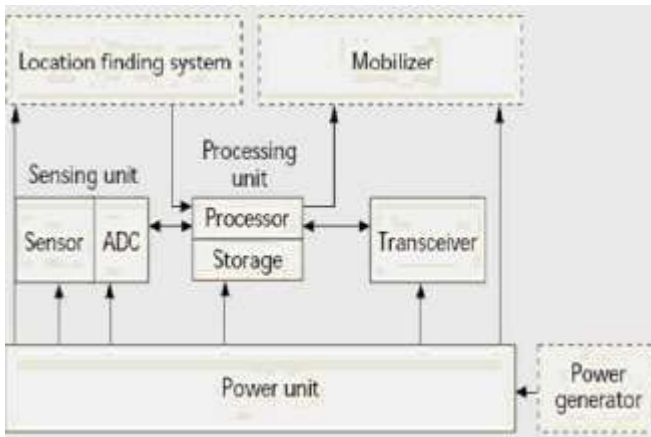 Location finding system
Mobilizer
Processing
unit
Sensing unit
Sensor
ADC
Processor
Storage
Transceiver
Power unit
Power
generator